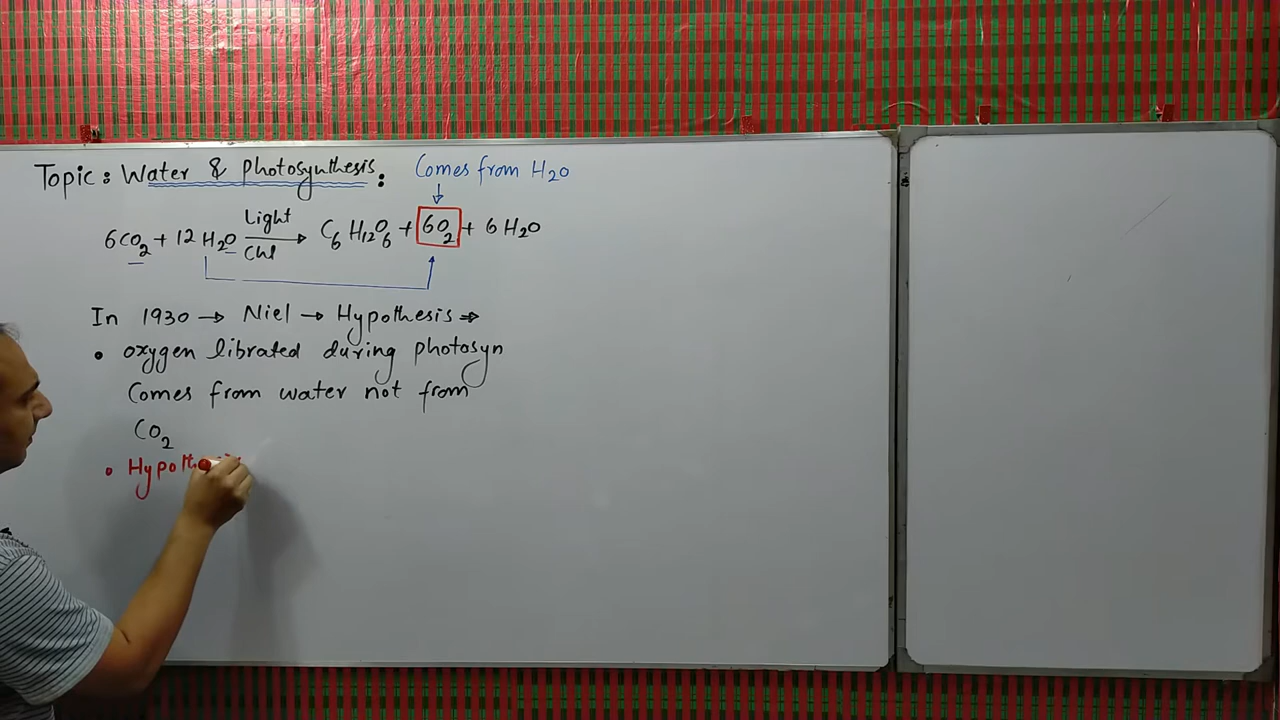 Topic: Water & photosynthesis:
Comes from H2O
6CO2 + 12 H2O Light Chl → C6 H12O6 + 6O2 + 6 H2O
In 1930 → Niel → Hypothesis ⇒
• oxygen librated during photosyn
Comes from water not from
CO2